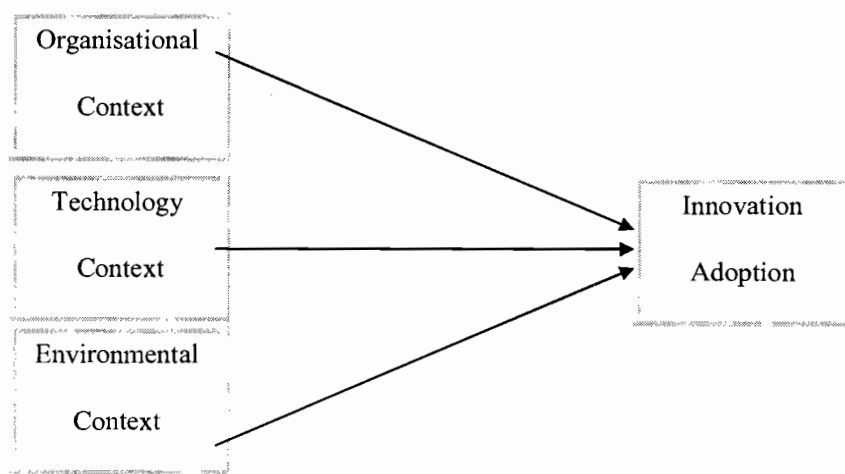 Organisational
Context
Technology
Context
Environmental
Context
Innovation
Adoption